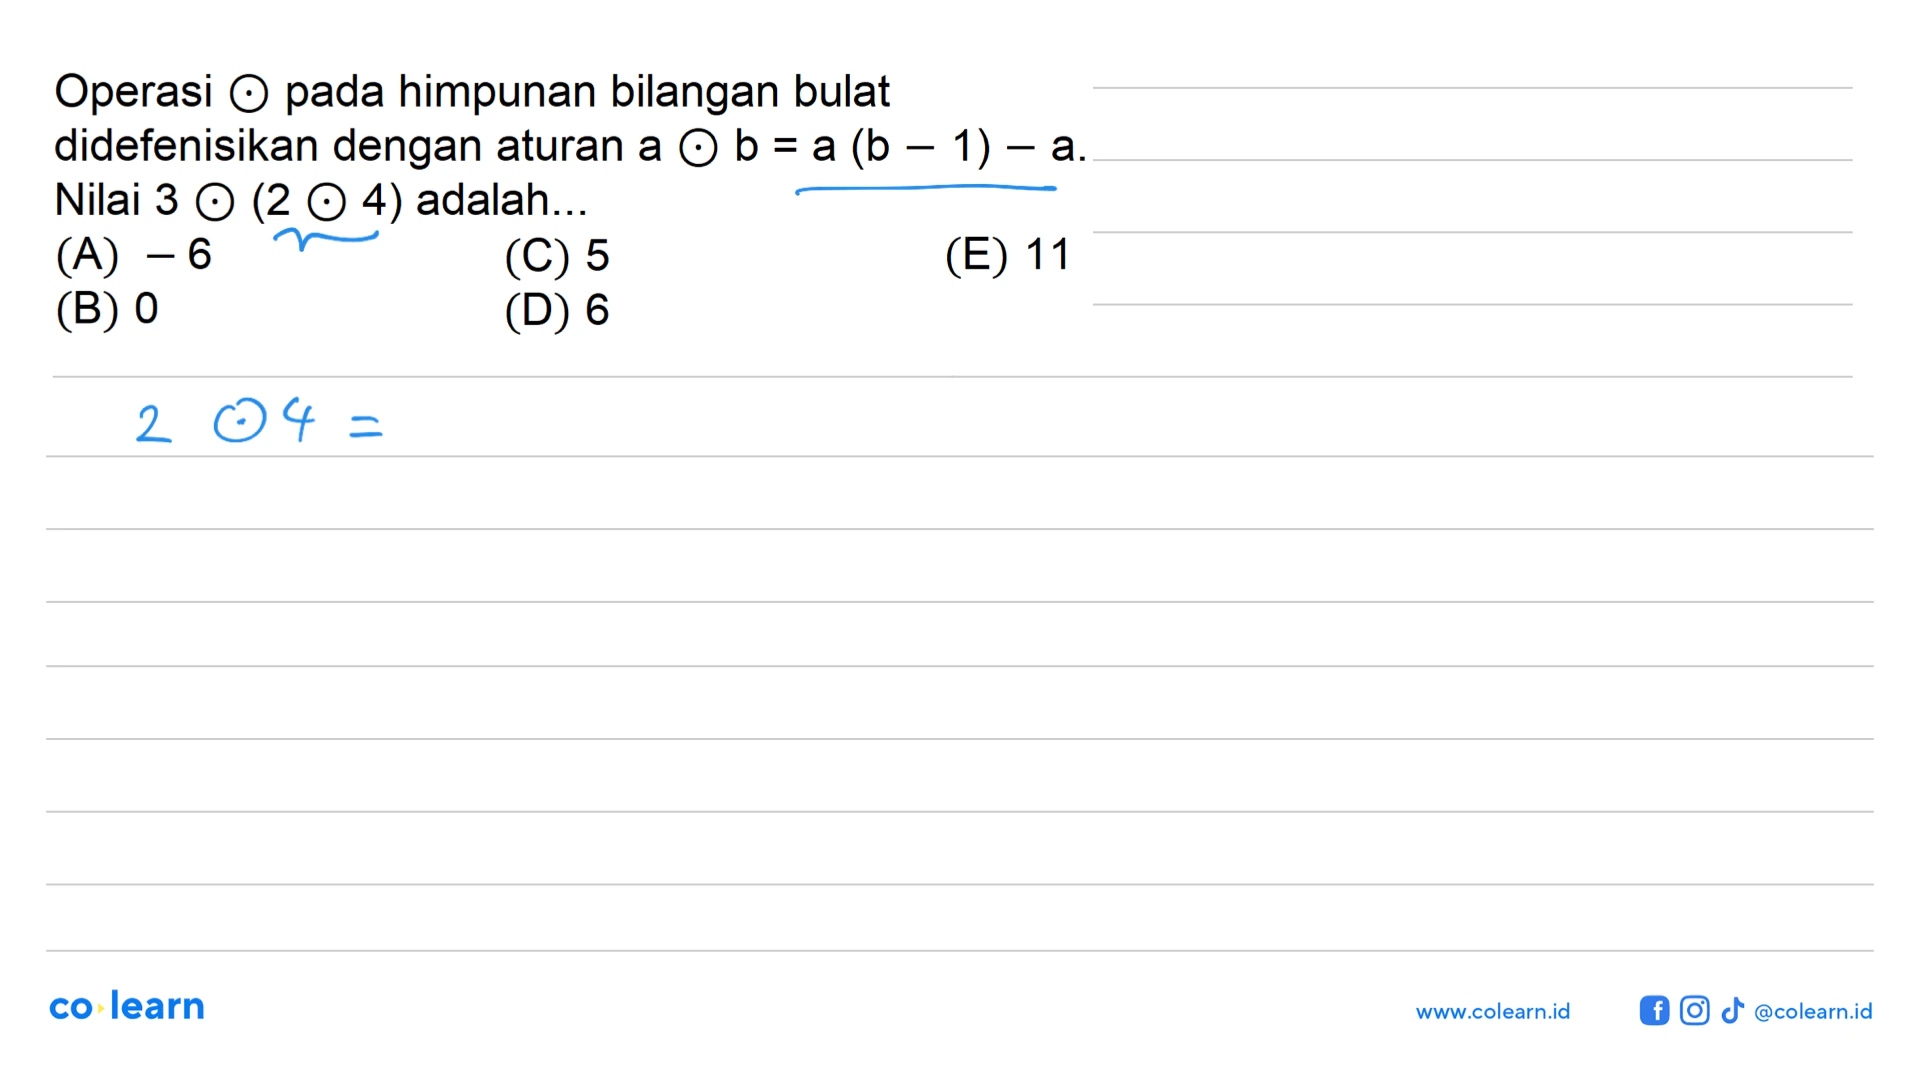 Operasi ⊙ pada himpunan bilangan bulat
didefenisikan dengan aturan a ⊙ b = a (b − 1) − a.
Nilai 3 ⊙ (2 ⊙ 4) adalah...
(A) − 6 (C) 5 (E) 11
(B) 0 (D) 6
2 ⊙ 4 =
co learn
www.colearn.id @colearn.id